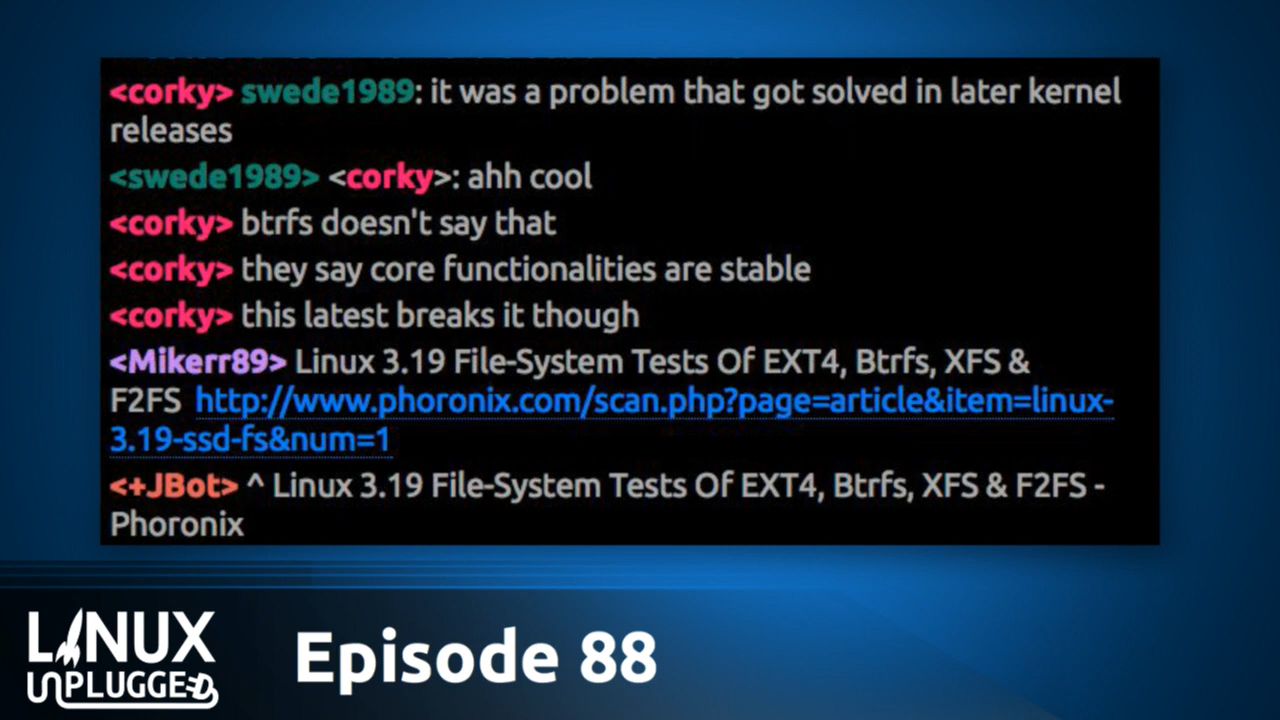 <corky> swede1989: it was a problem that got solved in later kernel
releases
<swede1989> <corky>: ahh cool
<corky> btrfs doesn't say that
<corky> they say core functionalities are stable
<corky> this latest breaks it though
<Mikerr89> Linux 3.19 File-System Tests Of EXT4, Btrfs, XFS &
F2FS http://www.phoronix.com/scan.php?page=article&item=linux-
3.19-ssd-fs&num=1
<+JBot> ^ Linux 3.19 File-System Tests Of EXT4, Btrfs, XFS & F2FS -
Phoronix
LINUX
UNPLUGGED
Episode 88